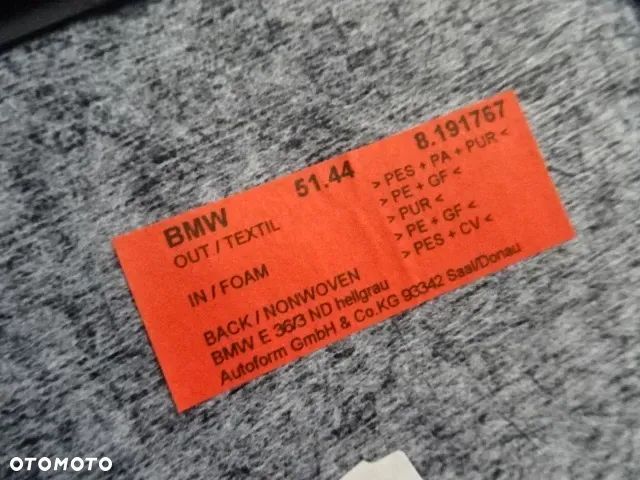 BMW 51.44 8.191767
OUT / TEXTIL > PES + PA + PUR <
> PE + GF <
IN / FOAM > PUR <
> PE + GF <
BACK / NONWOVEN > PES + CV <
BMW E 36/3 ND hellgrau
Autoform GmbH & Co.KG 93342 Saal/Donau
OTOMOTO